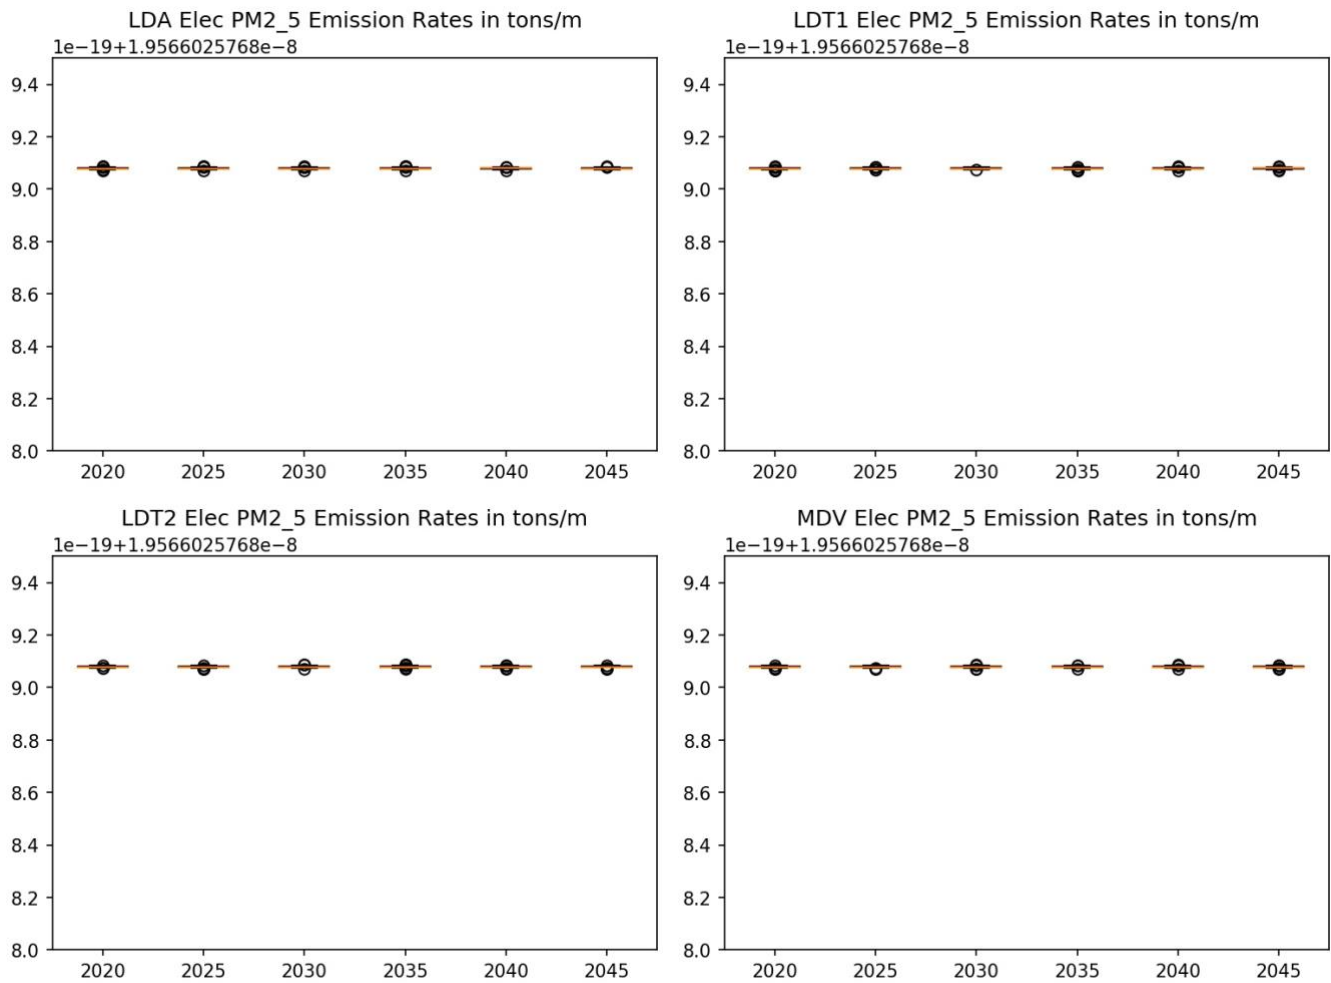 LDA Elec PM2_5 Emission Rates in tons/m
1e−19+1.9566025768e−8
9.4
9.2
9.0
8.8
8.6
8.4
8.2
8.0
2020 2025 2030 2035 2040 2045
LDT1 Elec PM2_5 Emission Rates in tons/m
1e−19+1.9566025768e−8
9.4
9.2
9.0
8.8
8.6
8.4
8.2
8.0
2020 2025 2030 2035 2040 2045
LDT2 Elec PM2_5 Emission Rates in tons/m
1e−19+1.9566025768e−8
9.4
9.2
9.0
8.8
8.6
8.4
8.2
8.0
2020 2025 2030 2035 2040 2045
MDV Elec PM2_5 Emission Rates in tons/m
1e−19+1.9566025768e−8
9.4
9.2
9.0
8.8
8.6
8.4
8.2
8.0
2020 2025 2030 2035 2040 2045